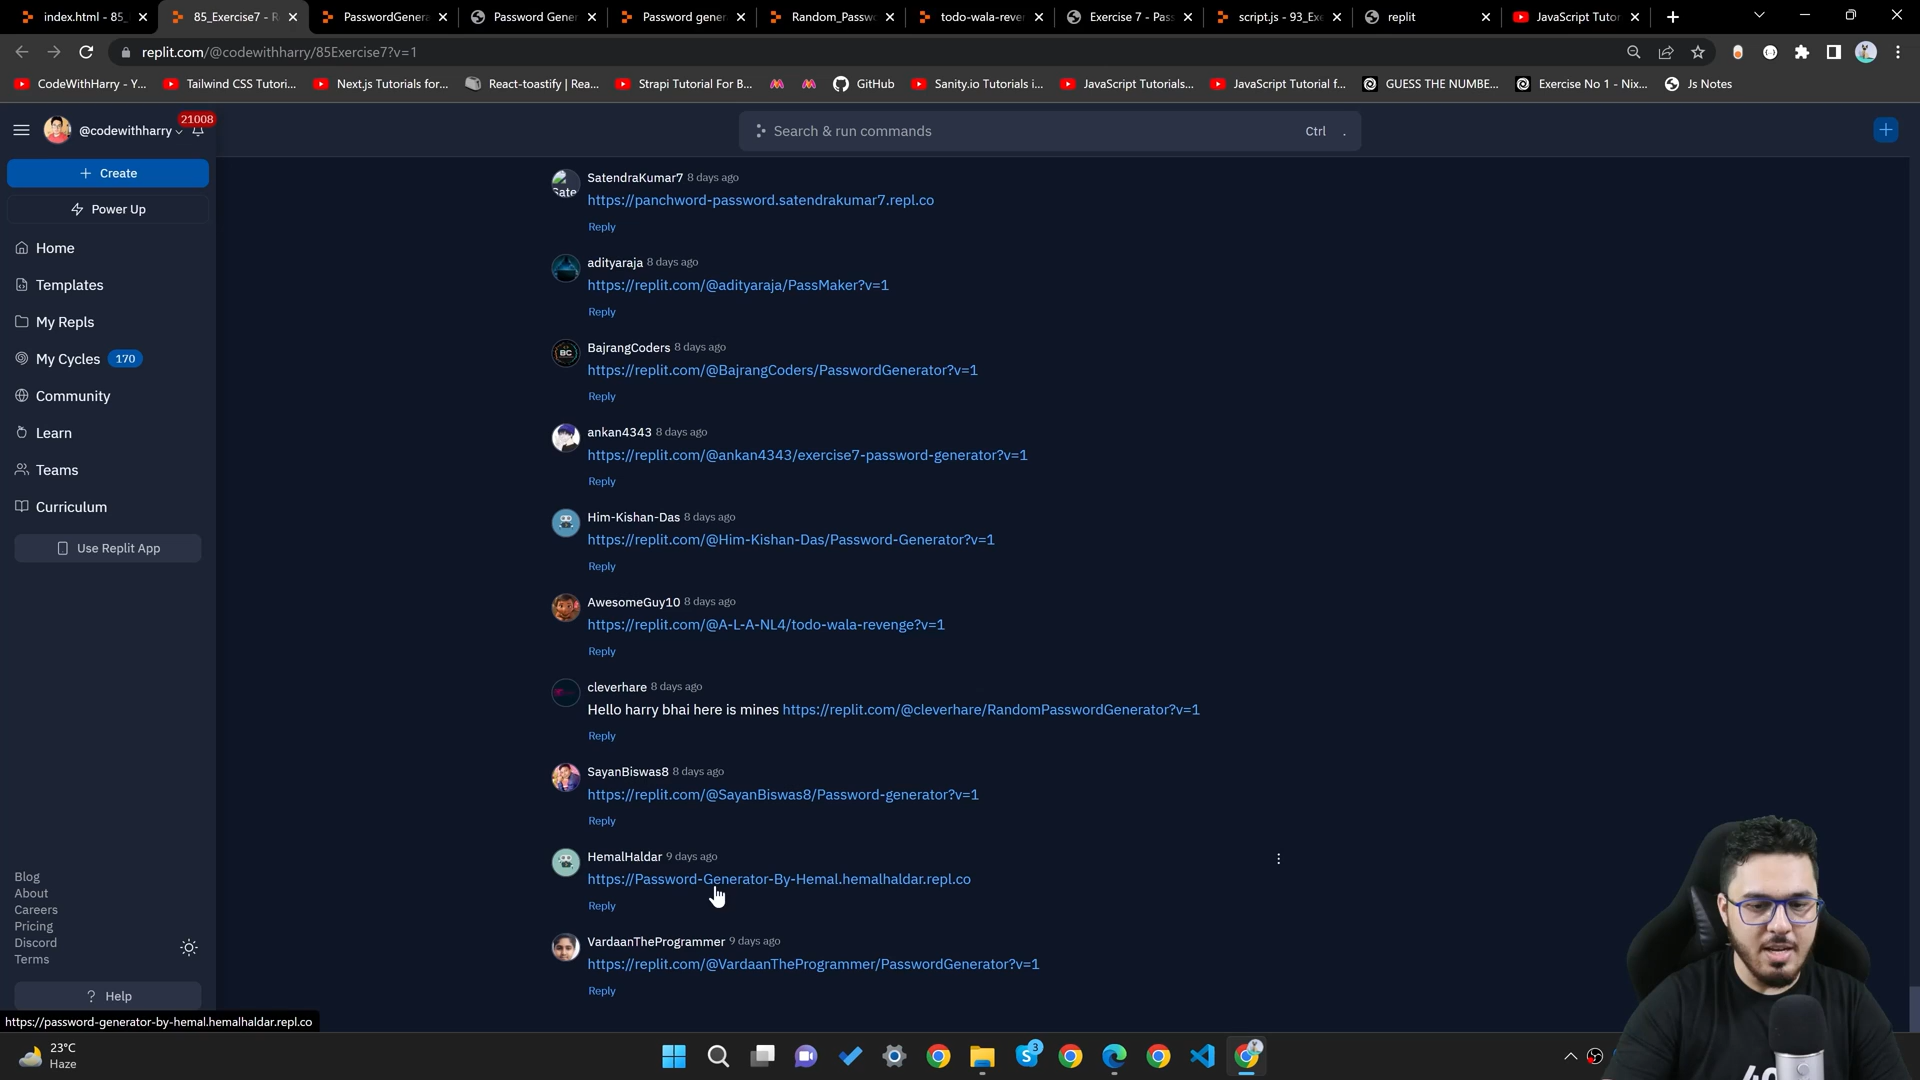 index.html - 85_
85_Exercise7 - R
PasswordGenera
Password Gene
Password gener
Random_Passw
todo-wala-reve
Exercise 7 - Pas
script.js - 93_Ex
replit
JavaScript Tutor
replit.com/@codewithharry/85Exercise7?v=1
CodeWithHarry - Y...
Tailwind CSS Tutori...
Next.js Tutorials for...
React-toastify | Rea...
Strapi Tutorial For B...
GitHub
Sanity.io Tutorials i...
JavaScript Tutorials...
JavaScript Tutorial f...
GUESS THE NUMBE...
Exercise No 1 - Nix...
Js Notes
@codewithharry
21008
Search & run commands
Ctrl .
+ Create
Power Up
Home
Templates
My Repls
My Cycles 170
Community
Learn
Teams
Curriculum
Use Replit App
Blog
About
Careers
Pricing
Discord
Terms
? Help
SatendraKumar7 8 days ago
https://panchword-password.satendrakumar7.repl.co
Reply
adityaraja 8 days ago
https://replit.com/@adityaraja/PassMaker?v=1
Reply
BajrangCoders 8 days ago
https://replit.com/@BajrangCoders/PasswordGenerator?v=1
Reply
ankan4343 8 days ago
https://replit.com/@ankan4343/exercise7-password-generator?v=1
Reply
Him-Kishan-Das 8 days ago
https://replit.com/@Him-Kishan-Das/Password-Generator?v=1
Reply
AwesomeGuy10 8 days ago
https://replit.com/@A-L-A-NL4/todo-wala-revenge?v=1
Reply
cleverhare 8 days ago
Hello harry bhai here is mines https://replit.com/@cleverhare/RandomPasswordGenerator?v=1
Reply
SayanBiswas8 8 days ago
https://replit.com/@SayanBiswas8/Password-generator?v=1
Reply
HemalHaldar 9 days ago
https://Password-Generator-By-Hemal.hemalhaldar.repl.co
Reply
VardaanTheProgrammer 9 days ago
https://replit.com/@VardaanTheProgrammer/PasswordGenerator?v=1
Reply
https://password-generator-by-hemal.hemalhaldar.repl.co
23°C
Haze
3